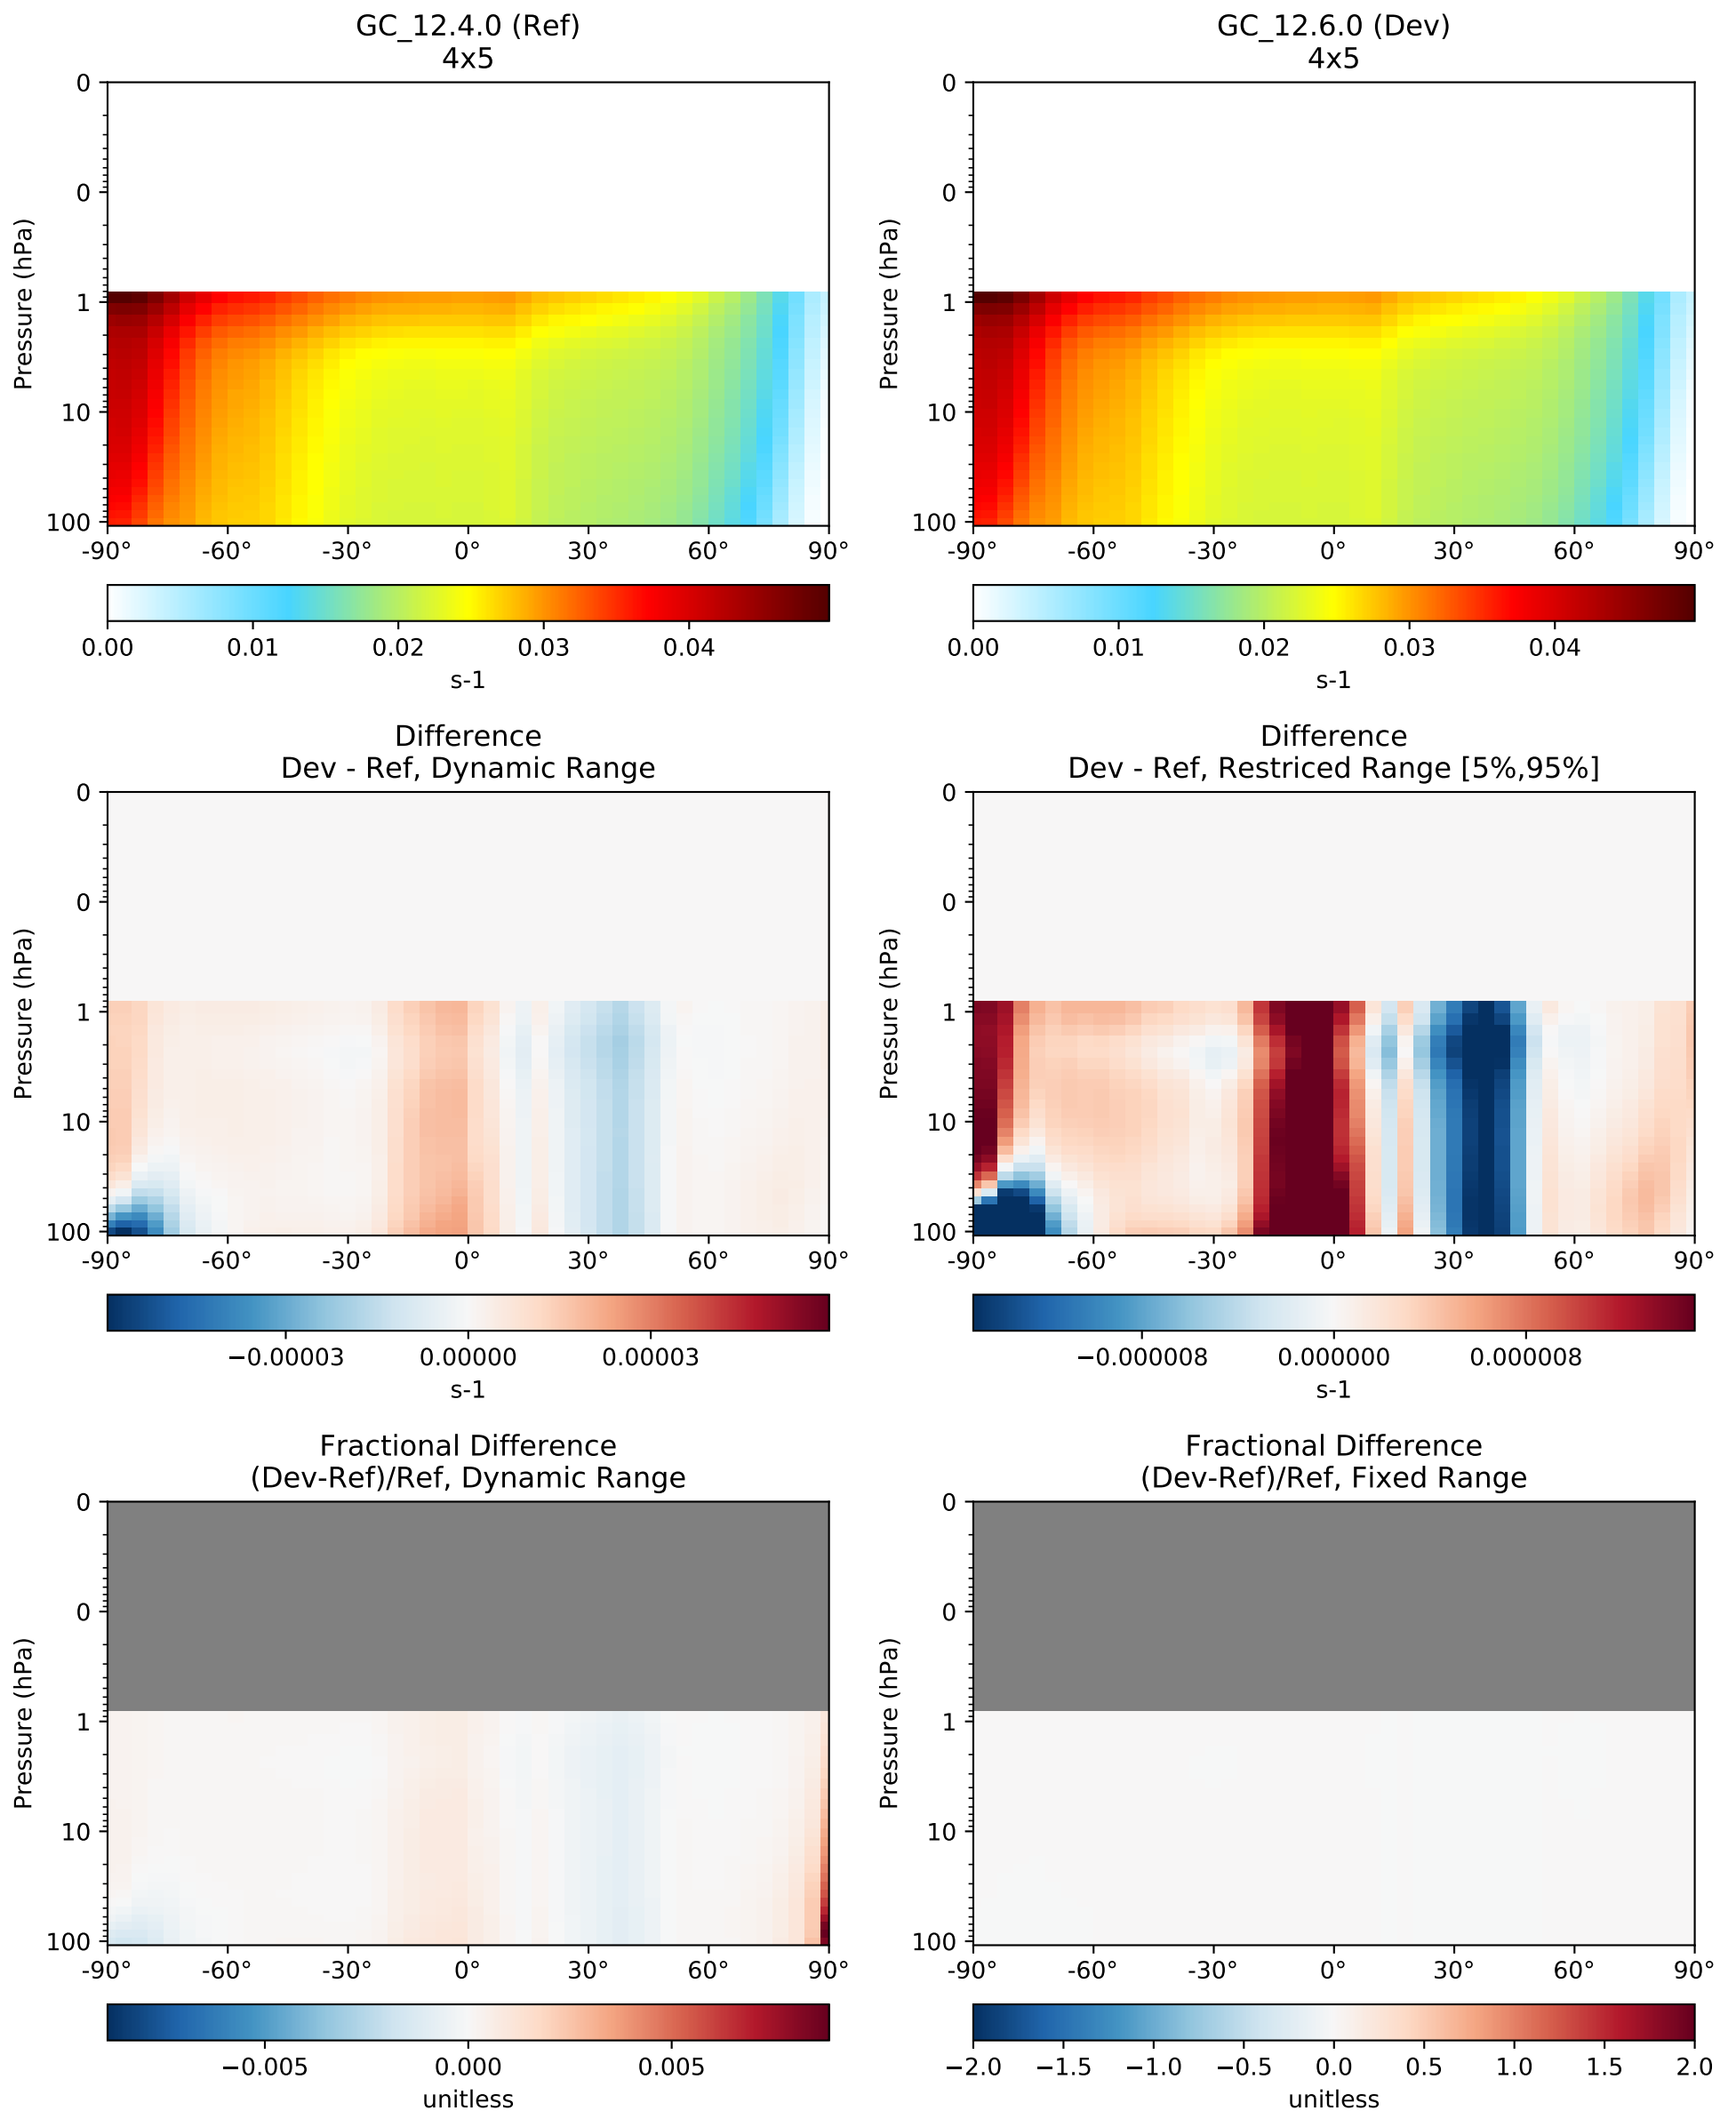 GC_12.4.0 (Ref)
4x5
0
0
1
10
100
Pressure (hPa)
-90° -60° -30° 0° 30° 60° 90°
0.00 0.01 0.02 0.03 0.04
s-1
GC_12.6.0 (Dev)
4x5
0
0
1
10
100
Pressure (hPa)
-90° -60° -30° 0° 30° 60° 90°
0.00 0.01 0.02 0.03 0.04
s-1
Difference
Dev - Ref, Dynamic Range
0
0
1
10
100
Pressure (hPa)
-90° -60° -30° 0° 30° 60° 90°
−0.00003 0.00000 0.00003
s-1
Difference
Dev - Ref, Restriced Range [5%,95%]
0
0
1
10
100
Pressure (hPa)
-90° -60° -30° 0° 30° 60° 90°
−0.000008 0.000000 0.000008
s-1
Fractional Difference
(Dev-Ref)/Ref, Dynamic Range
0
0
1
10
100
Pressure (hPa)
-90° -60° -30° 0° 30° 60° 90°
−0.005 0.000 0.005
unitless
Fractional Difference
(Dev-Ref)/Ref, Fixed Range
0
0
1
10
100
Pressure (hPa)
-90° -60° -30° 0° 30° 60° 90°
−2.0 −1.5 −1.0 −0.5 0.0 0.5 1.0 1.5 2.0
unitless